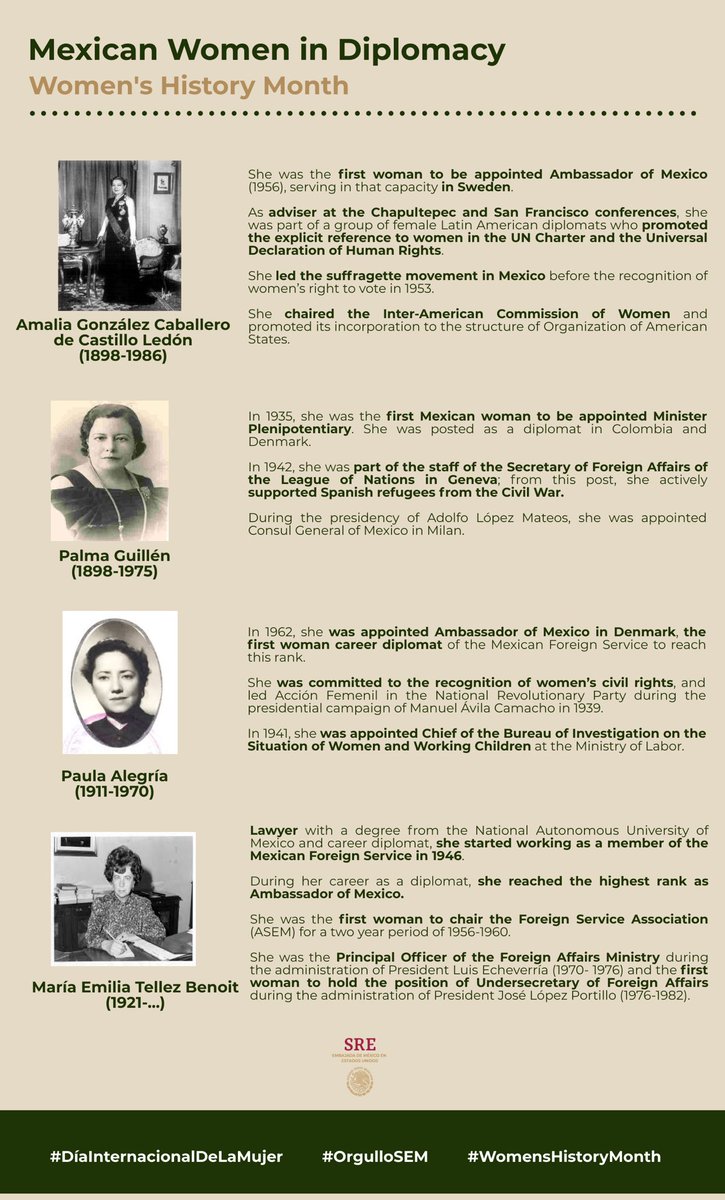 Mexican Women in Diplomacy
Women's History Month
She was the first woman to be appointed Ambassador of Mexico
(1956), serving in that capacity in Sweden.
As adviser at the Chapultepec and San Francisco conferences, she
was part of a group of female Latin American diplomats who promoted
the explicit reference to women in the UN Charter and the Universal
Declaration of Human Rights.
She led the suffragette movement in Mexico before the recognition of
women's right to vote in 1953.
She chaired the Inter-American Commission of Women and
promoted its incorporation to the structure of Organization of American
States.
Amalia González Caballero
de Castillo Ledón
(1898-1986)
In 1935, she was the first Mexican woman to be appointed Minister
Plenipotentiary. She was posted as a diplomat in Colombia and
Denmark.
In 1942, she was part of the staff of the Secretary of Foreign Affairs of
the League of Nations in Geneva; from this post, she actively
supported Spanish refugees from the Civil War.
During the presidency of Adolfo López Mateos, she was appointed
Consul General of Mexico in Milan.
Palma Guillén
(1898-1975)
In 1962, she was appointed Ambassador of Mexico in Denmark, the
first woman career diplomat of the Mexican Foreign Service to reach
this rank.
She was committed to the recognition of women's civil rights, and
led Acción Femenil in the National Revolutionary Party during the
presidential campaign of Manuel Ávila Camacho in 1939.
In 1941, she was appointed Chief of the Bureau of Investigation on the
Situation of Women and Working Children at the Ministry of Labor.
Paula Alegría
(1911-1970)
Lawyer with a degree from the National Autonomous University of
Mexico and career diplomat, she started working as a member of the
Mexican Foreign Service in 1946.
During her career as a diplomat, she reached the highest rank as
Ambassador of Mexico.
She was the first woman to chair the Foreign Service Association
(ASEM) for a two year period of 1956-1960.
She was the Principal Officer of the Foreign Affairs Ministry during
the administration of President Luis Echeverría (1970- 1976) and the first
woman to hold the position of Undersecretary of Foreign Affairs
during the administration of President José López Portillo (1976-1982).
María Emilia Tellez Benoit
(1921-...)
SRE
EMBAJADA DE MÉXICO EN
ESTADOS UNIDOS
#DíaInternacionalDeLaMujer #OrgulloSEM #WomensHistoryMonth